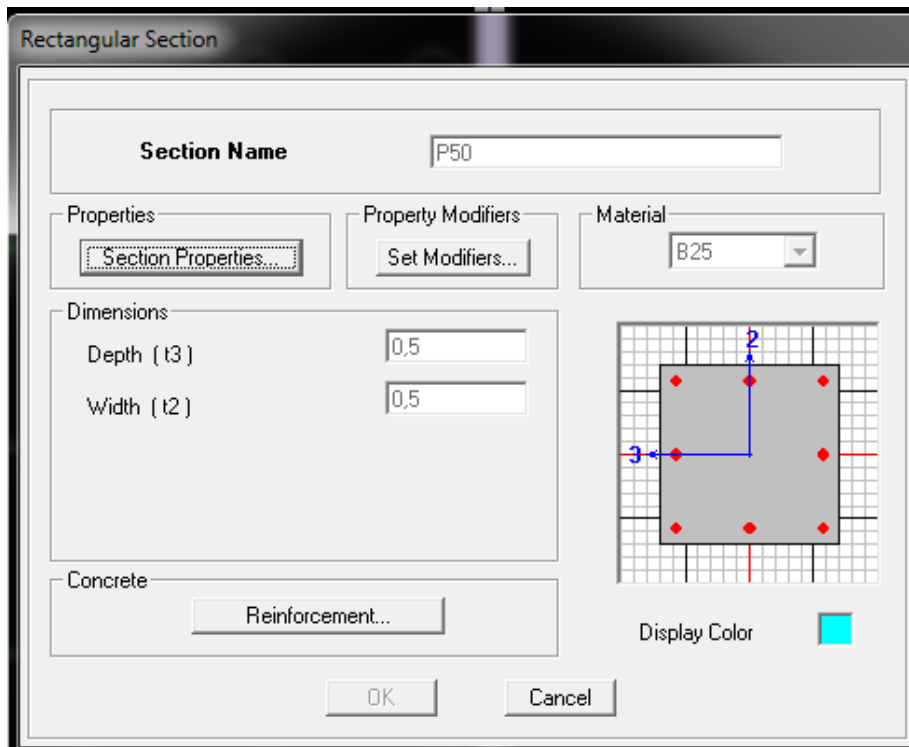 Rectangular Section
Section Name P50
Properties Property Modifiers Material
Section Properties... Set Modifiers... B25
Dimensions
Depth ( t3 ) 0,5
Width ( t2 ) 0,5
2
3
Concrete
Reinforcement...
Display Color
OK Cancel